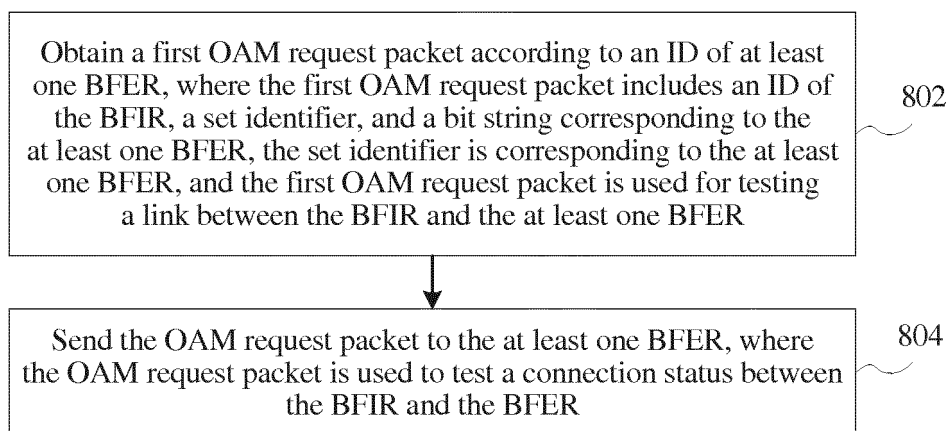 Obtain a first OAM request packet according to an ID of at least
one BFER, where the first OAM request packet includes an ID of
the BFIR, a set identifier, and a bit string corresponding to the
at least one BFER, the set identifier is corresponding to the at least
one BFER, and the first OAM request packet is used for testing
a link between the BFIR and the at least one BFER
802
Send the OAM request packet to the at least one BFER, where
the OAM request packet is used to test a connection status between
the BFIR and the BFER
804